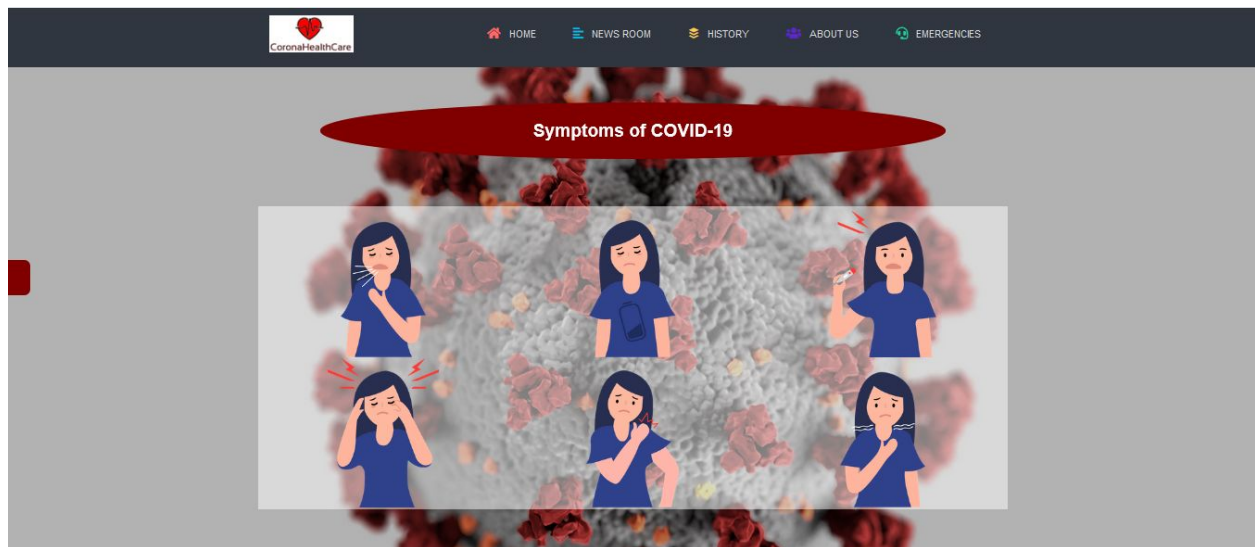 CoronaHealthCare
HOME
NEWS ROOM
HISTORY
ABOUT US
EMERGENCIES
Symptoms of COVID-19